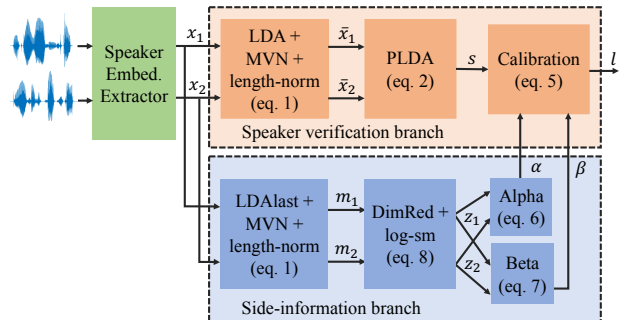 Speaker
Embed.
Extractor
x₁
x₂
LDA +
MVN +
length-norm
(eq. 1)
x̄₁
x̄₂
PLDA
(eq. 2)
s
Calibration
(eq. 5)
l
Speaker verification branch
α
β
LDAlast +
MVN +
length-norm
(eq. 1)
m₁
m₂
DimRed +
log-sm
(eq. 8)
z₁
z₂
Alpha
(eq. 6)
Beta
(eq. 7)
Side-information branch